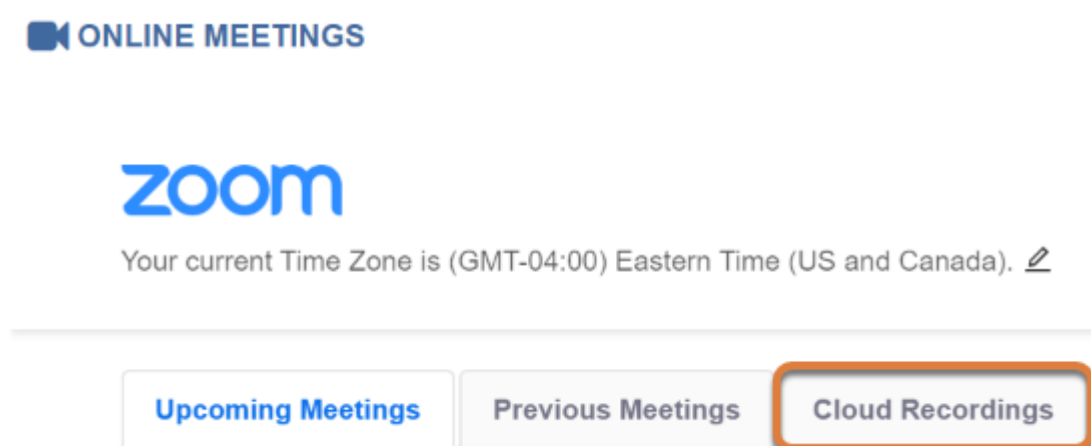 ONLINE MEETINGS
zoom
Your current Time Zone is (GMT-04:00) Eastern Time (US and Canada).
Upcoming Meetings Previous Meetings Cloud Recordings